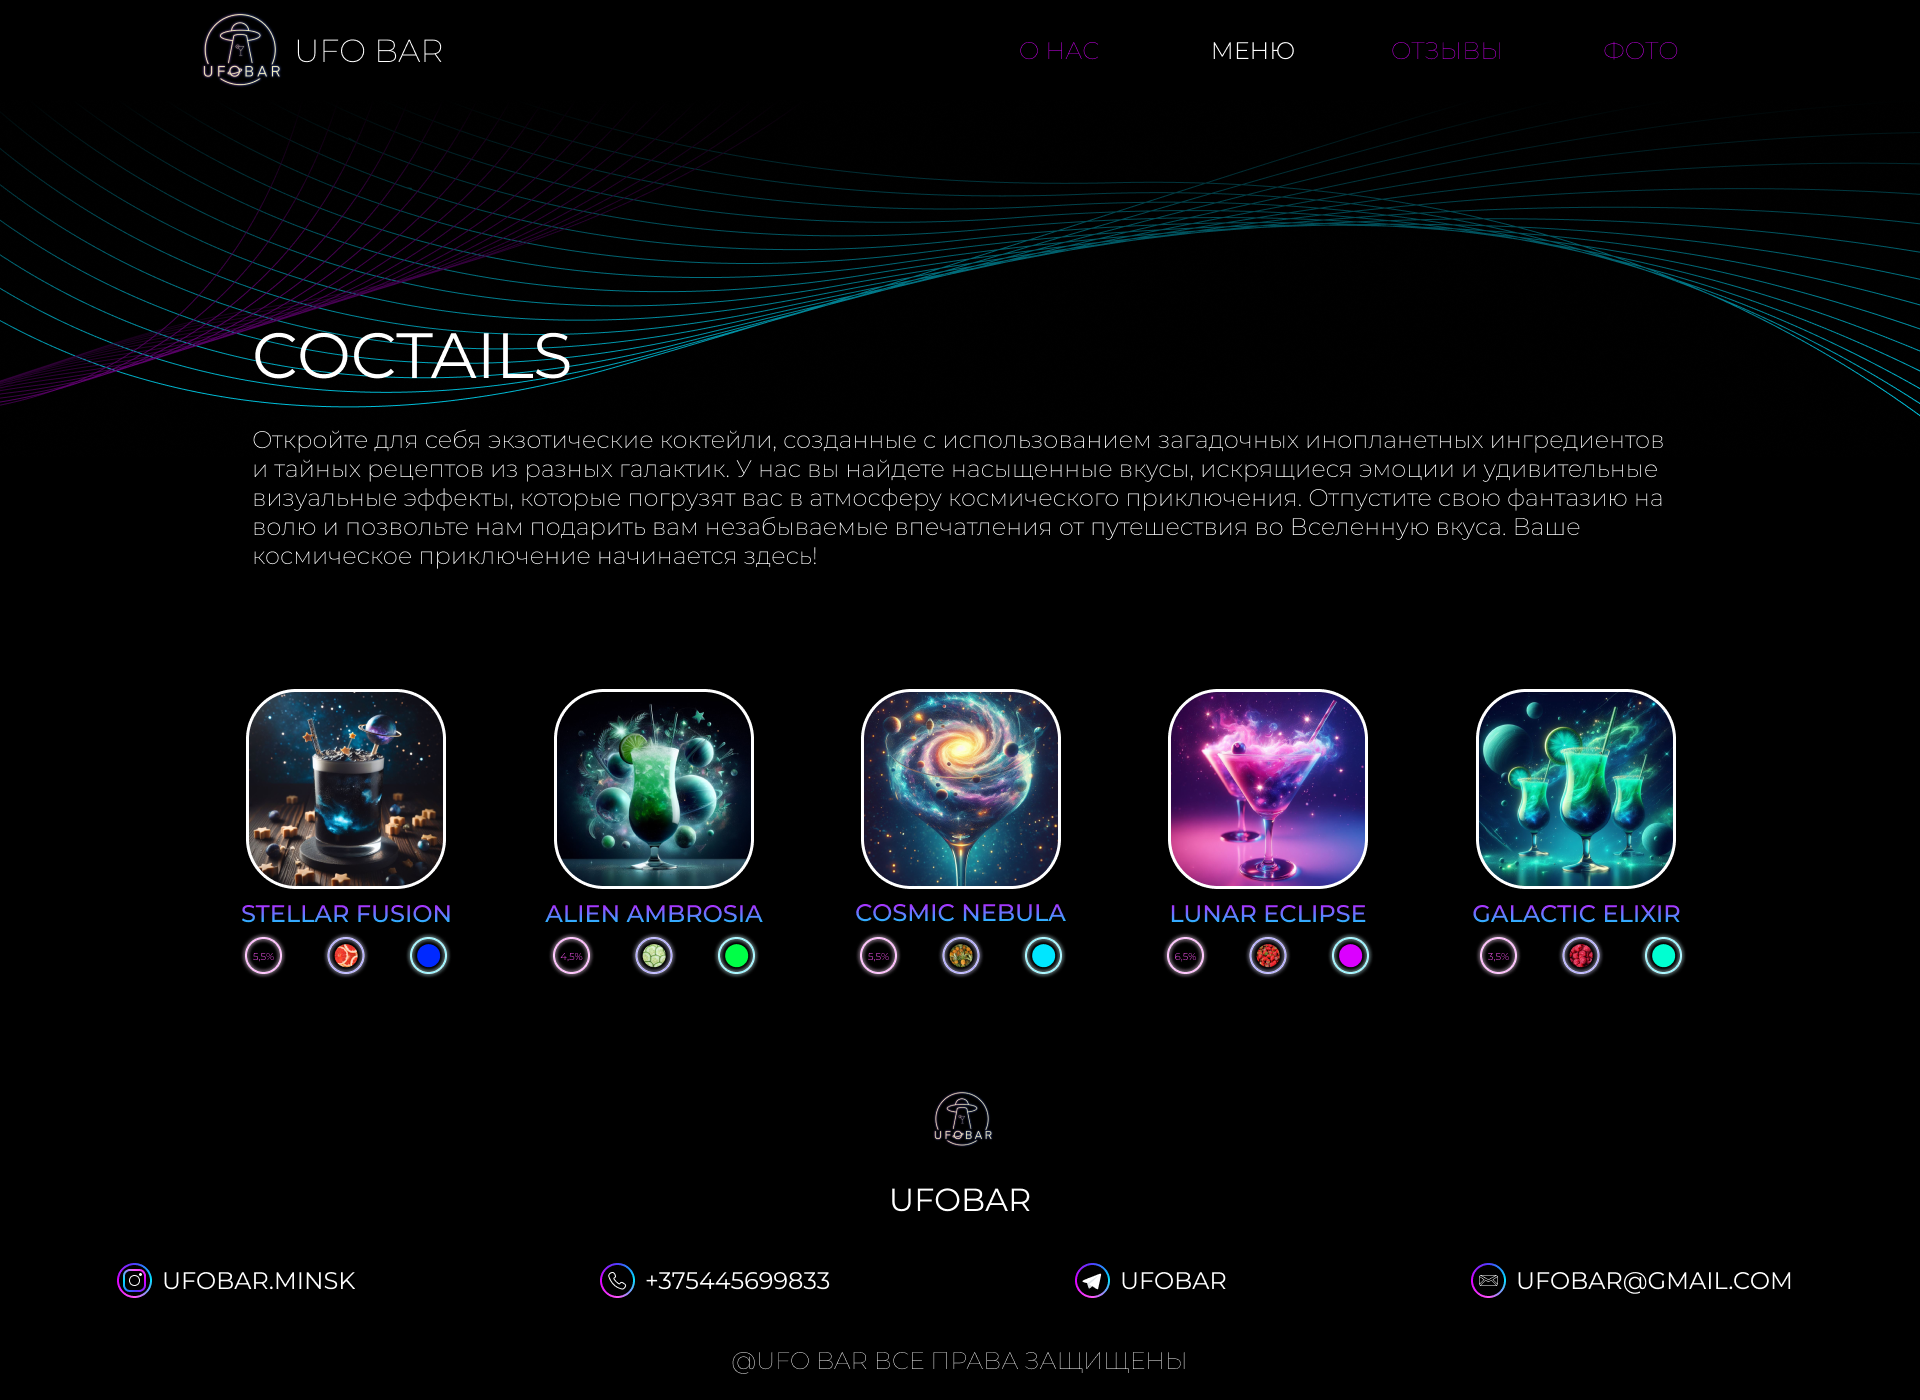 UFOBAR
UFO BAR
О НАС
МЕНЮ
ОТЗЫВЫ
ФОТО
COCTAILS
Откройте для себя экзотические коктейли, созданные с использованием загадочных инопланетных ингредиентов
и тайных рецептов из разных галактик. У нас вы найдете насыщенные вкусы, искрящиеся эмоции и удивительные
визуальные эффекты, которые погрузят вас в атмосферу космического приключения. Отпустите свою фантазию на
волю и позвольте нам подарить вам незабываемые впечатления от путешествия во Вселенную вкуса. Ваше
космическое приключение начинается здесь!
STELLAR FUSION
ALIEN AMBROSIA
COSMIC NEBULA
LUNAR ECLIPSE
GALACTIC ELIXIR
5,5%
4,5%
5,5%
6,5%
3,5%
UFOBAR
UFOBAR
UFOBAR.MINSK
+375445699833
UFOBAR
UFOBAR@GMAIL.COM
@UFO BAR ВСЕ ПРАВА ЗАЩИЩЕНЫ